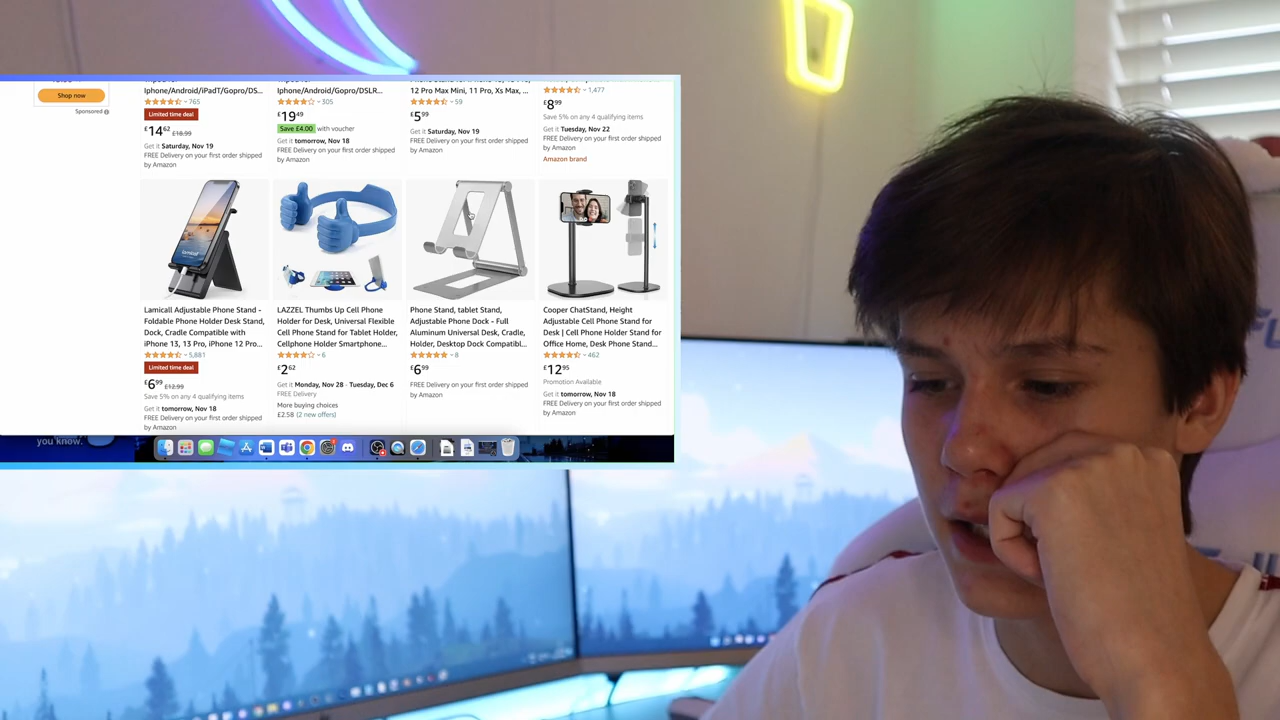 Shop now
Sponsored
Iphone/Android/iPadT/Gopro/DS...
765
Limited time deal
£14.62 £18.99
Get it Saturday, Nov 19
FREE Delivery on your first order shipped
by Amazon
Iphone/Android/Gopro/DSLR...
305
£19.49
Save £4.00 with voucher
Get it tomorrow, Nov 18
FREE Delivery on your first order shipped
by Amazon
12 Pro Max Mini, 11 Pro, Xs Max, ...
59
£5.99
Get it Saturday, Nov 19
FREE Delivery on your first order shipped
by Amazon
1,477
£8.99
Save 5% on any 4 qualifying items
Get it Tuesday, Nov 22
FREE Delivery on your first order shipped
by Amazon
Amazon brand
Lamicall Adjustable Phone Stand -
Foldable Phone Holder Desk Stand,
Dock, Cradle Compatible with
iPhone 13, 13 Pro, iPhone 12 Pro...
5,881
Limited time deal
£6.99 £12.99
Save 5% on any 4 qualifying items
Get it tomorrow, Nov 18
FREE Delivery on your first order shipped
by Amazon
LAZZEL Thumbs Up Cell Phone
Holder for Desk, Universal Flexible
Cell Phone Stand for Tablet Holder,
Cellphone Holder Smartphone...
6
£2.62
Get it Monday, Nov 28 - Tuesday, Dec 6
FREE Delivery
More buying choices
£2.58 (2 new offers)
Phone Stand, tablet Stand,
Adjustable Phone Dock - Full
Aluminum Universal Desk, Cradle,
Holder, Desktop Dock Compatibl...
8
£6.99
FREE Delivery on your first order shipped
by Amazon
Cooper ChatStand, Height
Adjustable Cell Phone Stand for
Desk | Cell Phone Holder Stand for
Office Home, Desk Phone Stand...
462
£12.95
Promotion Available
Get it tomorrow, Nov 18
FREE Delivery on your first order shipped
by Amazon
you know.